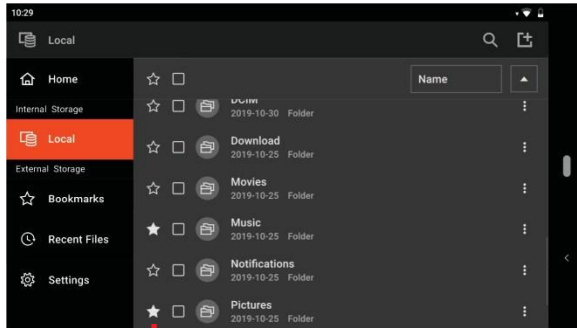 10:29
Local
Home
Name
Internal Storage
Local
External Storage
Bookmarks
Recent Files
Settings
DCIM
2019-10-30 Folder
Download
2019-10-25 Folder
Movies
2019-10-25 Folder
Music
2019-10-25 Folder
Notifications
2019-10-25 Folder
Pictures
2019-10-25 Folder